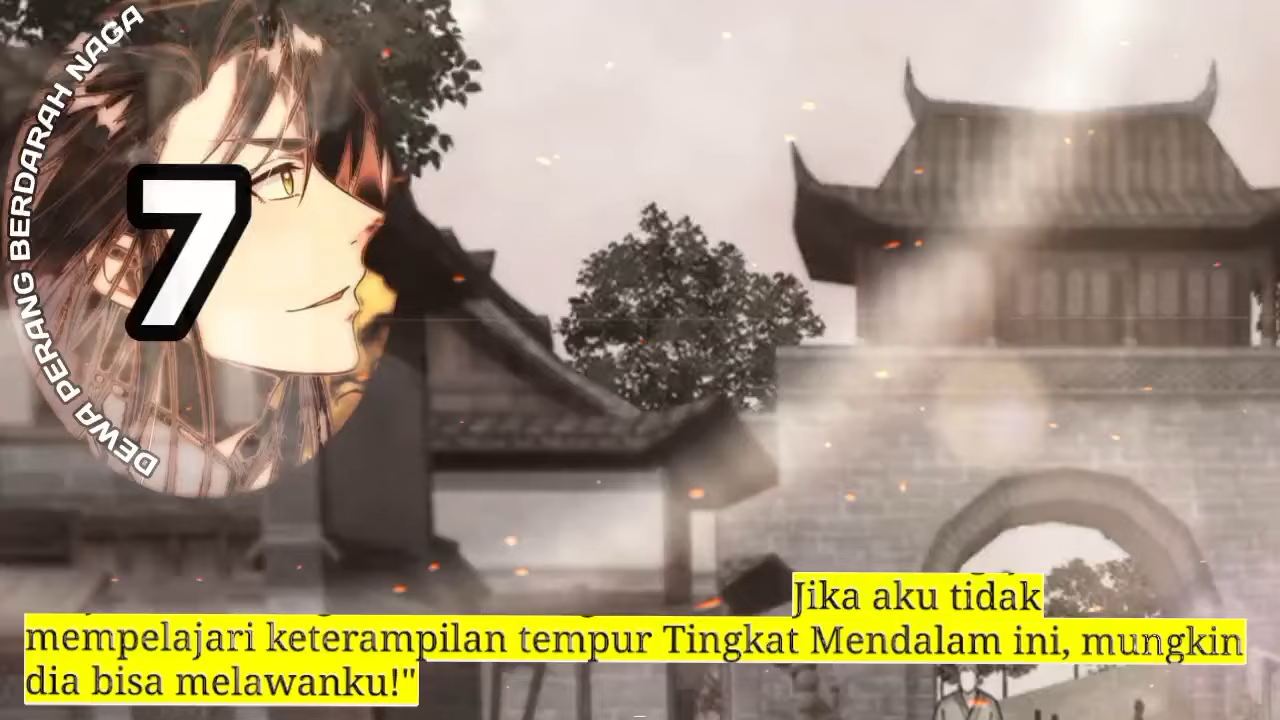 DEWA PERANG BERDARAH NAGA
7
Jika aku tidak
mempelajari keterampilan tempur Tingkat Mendalam ini, mungkin
dia bisa melawanku!"